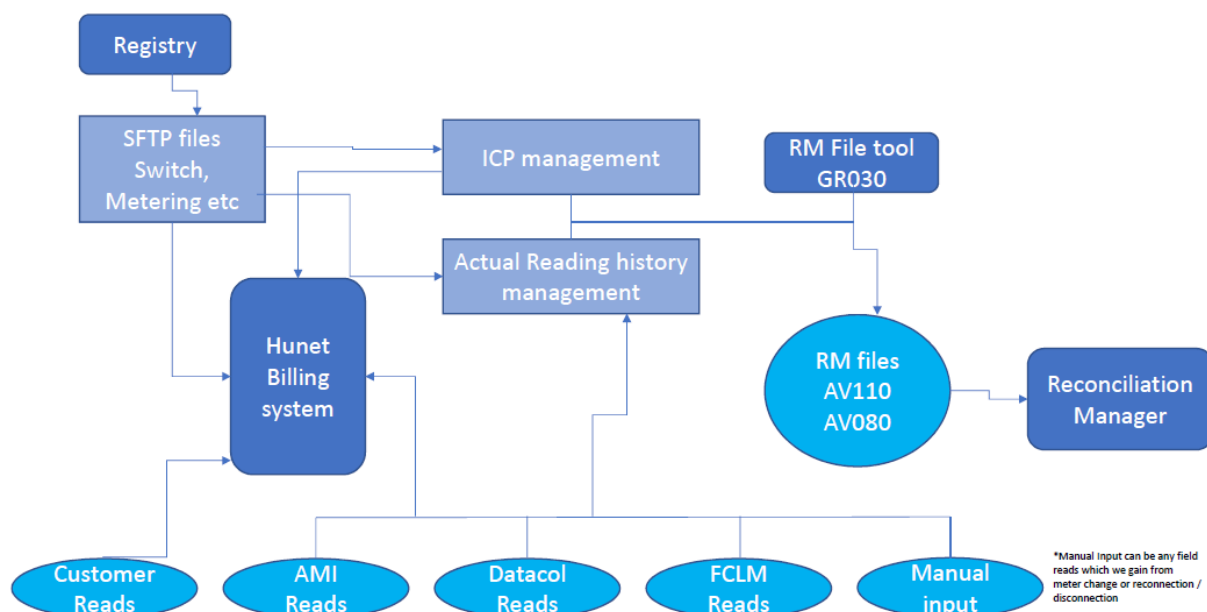 Registry
SFTP files
Switch,
Metering etc
ICP management
RM File tool
GR030
Actual Reading history
management
Hunet
Billing
system
RM files
AV110
AV080
Reconciliation
Manager
Customer
Reads
AMI
Reads
Datacol
Reads
FCLM
Reads
Manual
input
*Manual Input can be any field
reads which we gain from
meter change or reconnection /
disconnection